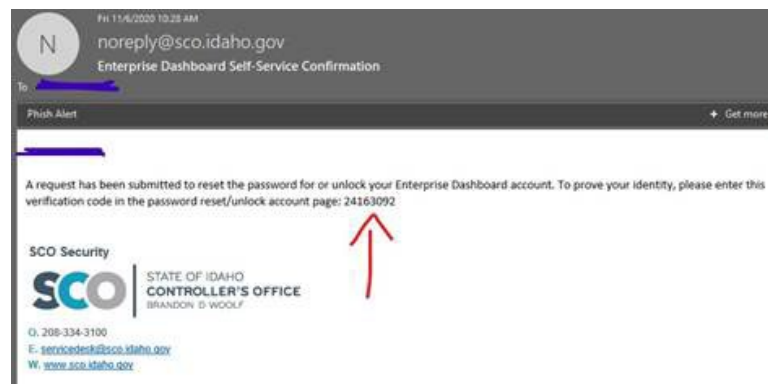 Fri 11/6/2020 10:28 AM
N
noreply@sco.idaho.gov
Enterprise Dashboard Self-Service Confirmation
To
Phish Alert
+ Get more
A request has been submitted to reset the password for or unlock your Enterprise Dashboard account. To prove your identity, please enter this
verification code in the password reset/unlock account page: 24163092
SCO Security
SCO
STATE OF IDAHO
CONTROLLER'S OFFICE
BRANDON D WOOLF
O. 208-334-3100
E. servicedesk@sco.idaho.gov
W. www.sco.idaho.gov